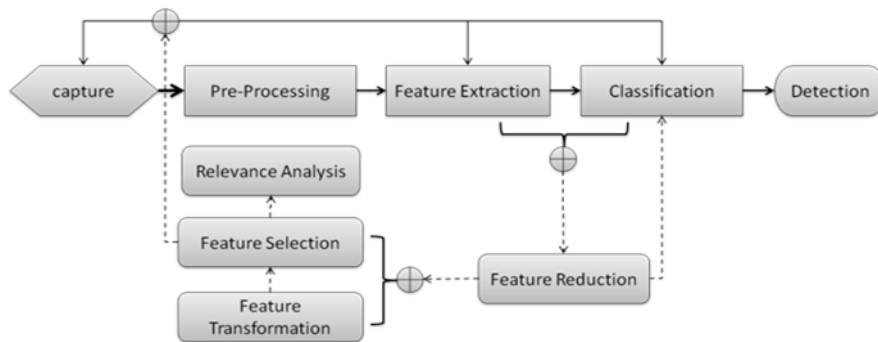 capture
Pre-Processing
Feature Extraction
Classification
Detection
Relevance Analysis
Feature Selection
Feature Reduction
Feature
Transformation